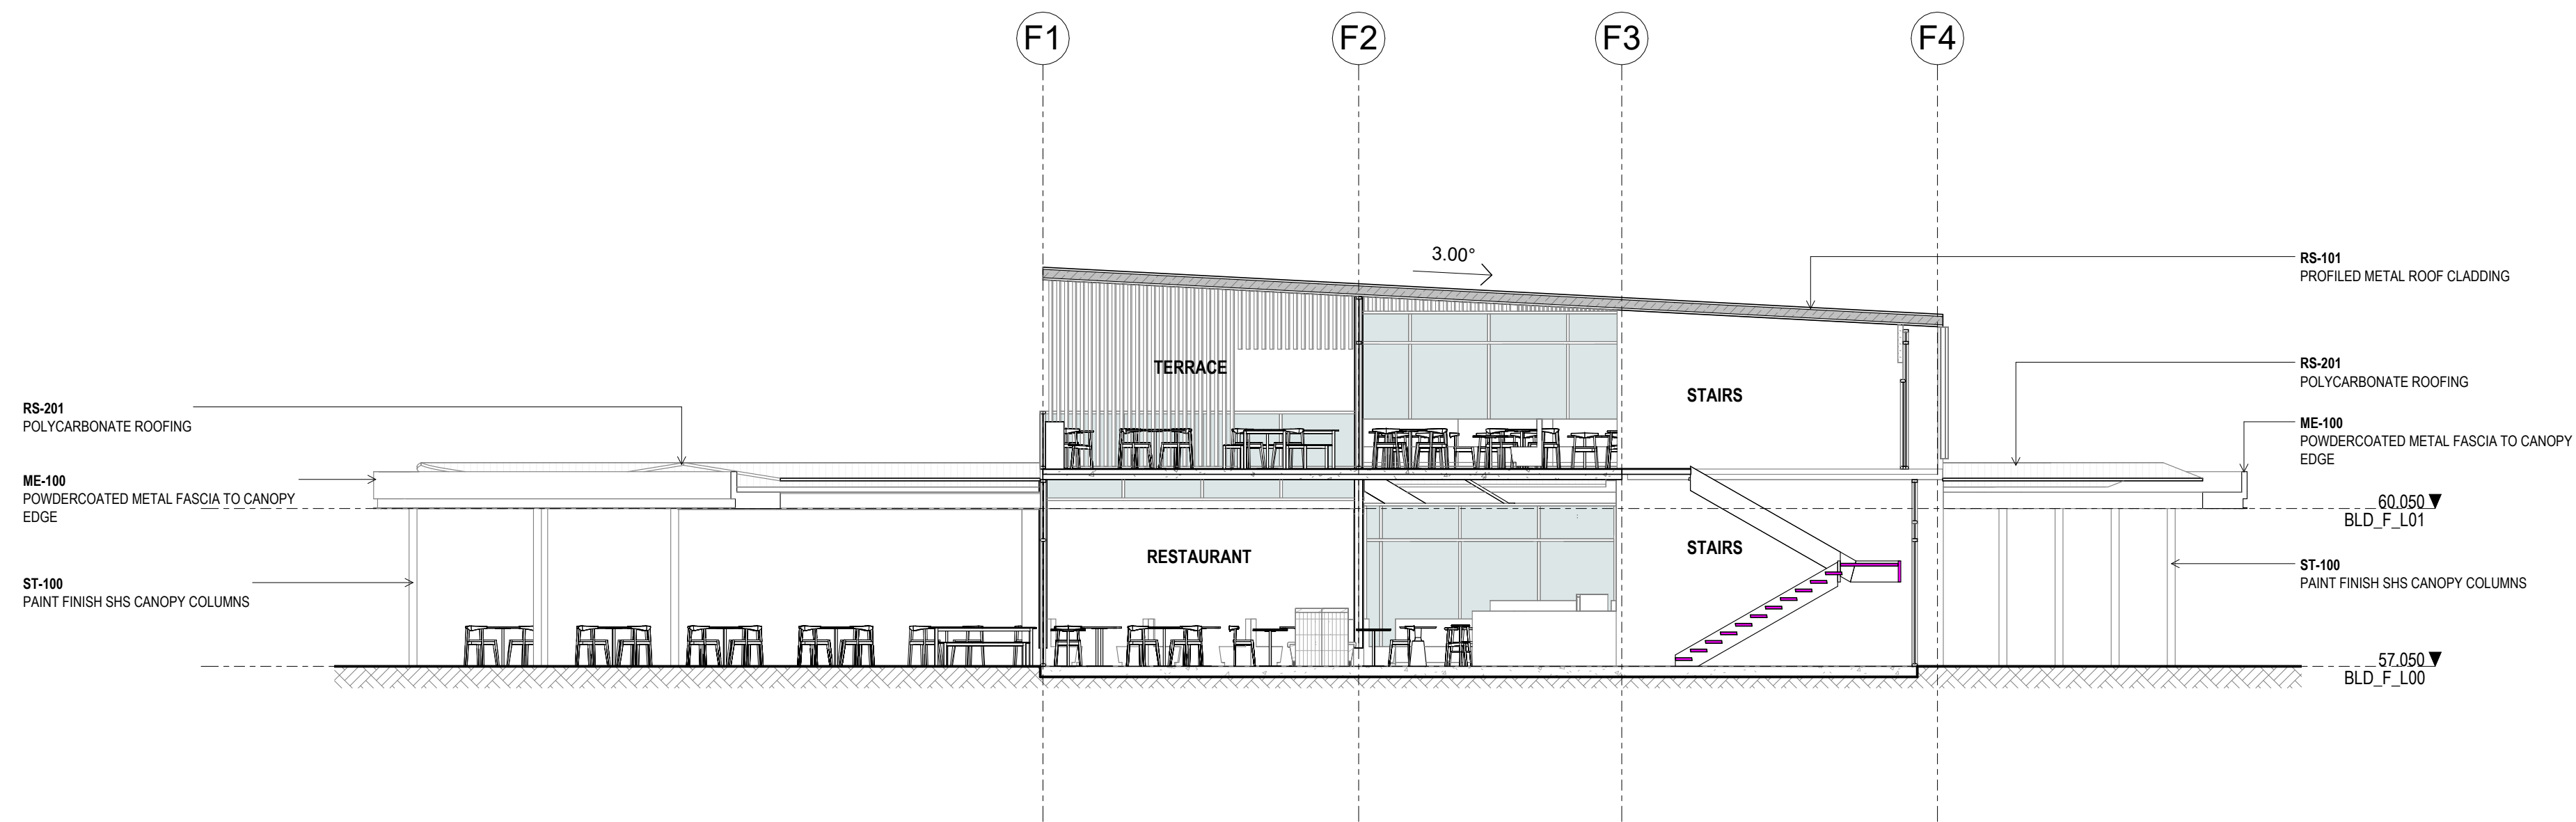 F1
F2
F3
F4
3.00°
RS-101
PROFILED METAL ROOF CLADDING
TERRACE
STAIRS
RS-201
POLYCARBONATE ROOFING
RS-201
POLYCARBONATE ROOFING
ME-100
POWDERCOATED METAL FASCIA TO CANOPY
EDGE
ME-100
POWDERCOATED METAL FASCIA TO CANOPY
EDGE
60.050
BLD_F_L01
RESTAURANT
STAIRS
ST-100
PAINT FINISH SHS CANOPY COLUMNS
ST-100
PAINT FINISH SHS CANOPY COLUMNS
57.050
BLD_F_L00